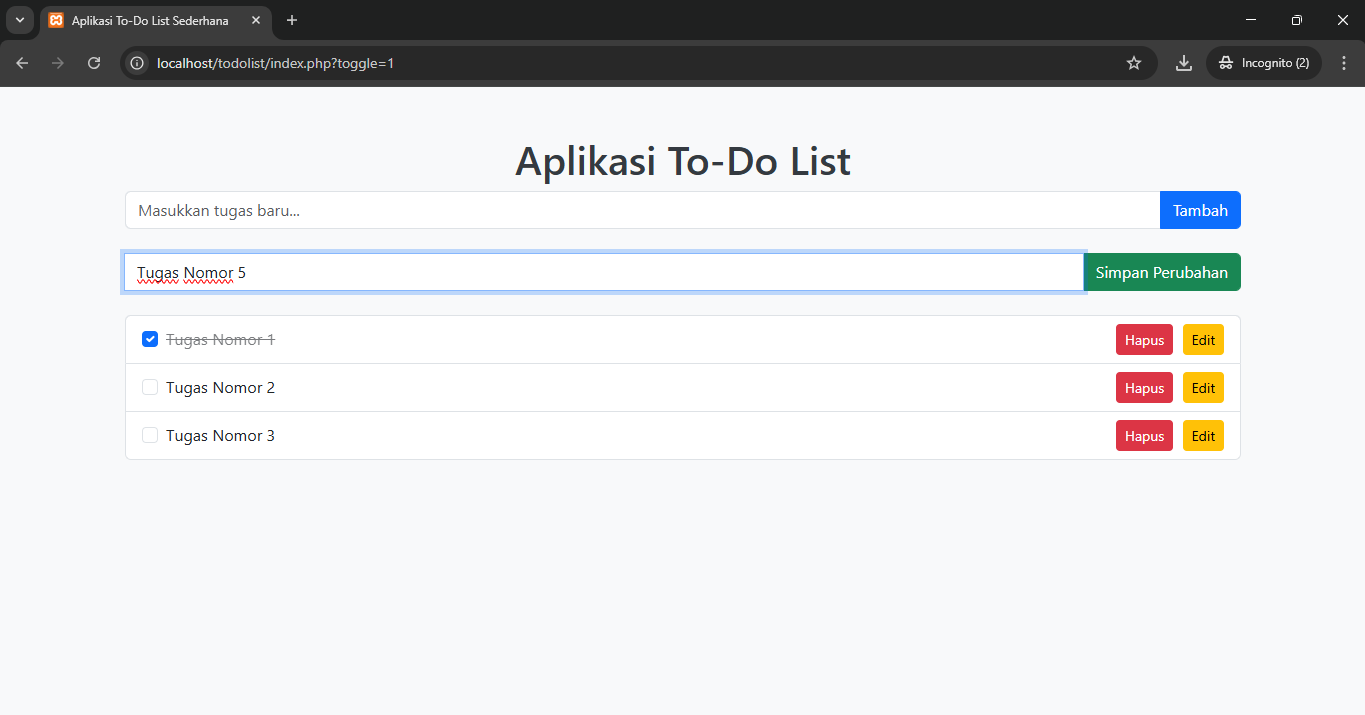 Aplikasi To-Do List Sederhana
localhost/todolist/index.php?toggle=1
Incognito (2)
Aplikasi To-Do List
Masukkan tugas baru... Tambah
Tugas Nomor 5 Simpan Perubahan
Tugas Nomor 1 Hapus Edit
Tugas Nomor 2 Hapus Edit
Tugas Nomor 3 Hapus Edit